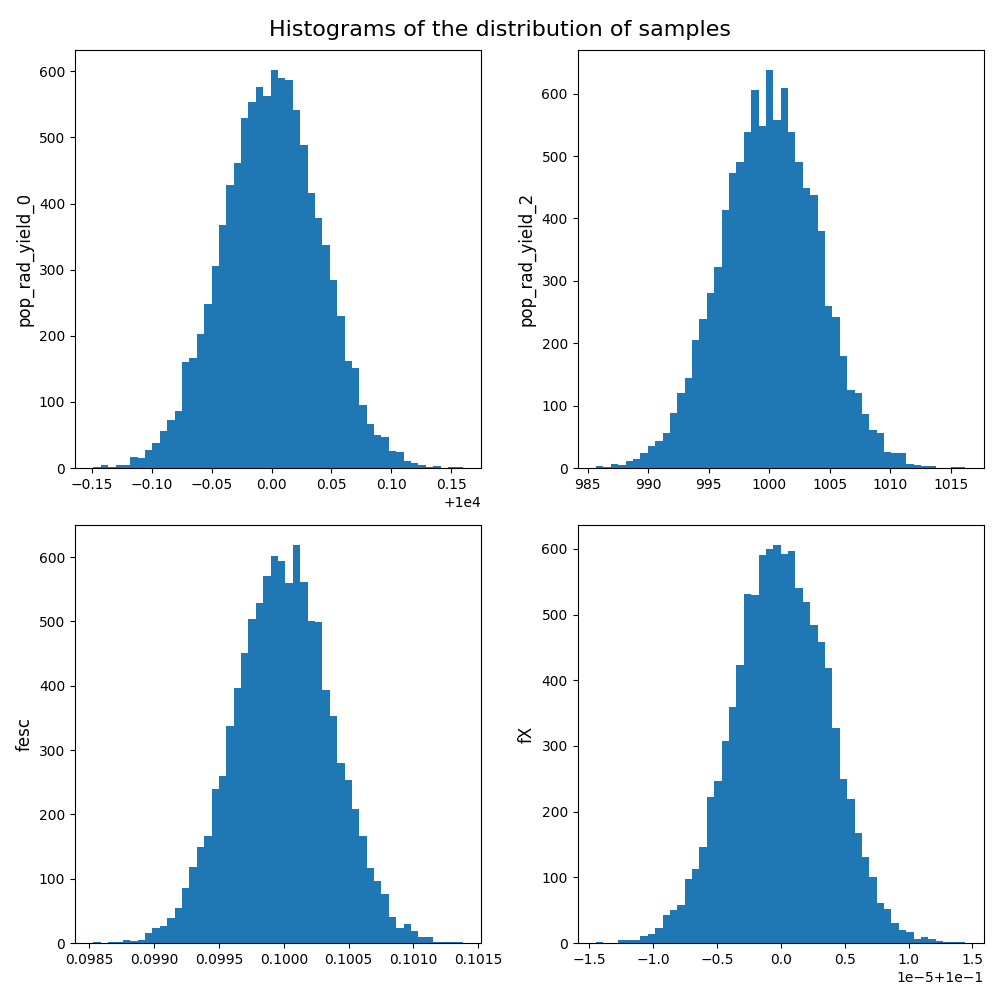 Histograms of the distribution of samples
pop_rad_yield_0
600
500
400
300
200
100
0
−0.15 −0.10 −0.05 0.00 0.05 0.10 0.15
+1e4
pop_rad_yield_2
600
500
400
300
200
100
0
985 990 995 1000 1005 1010 1015
fesc
600
500
400
300
200
100
0
0.0985 0.0990 0.0995 0.1000 0.1005 0.1010 0.1015
fX
600
500
400
300
200
100
0
−1.5 −1.0 −0.5 0.0 0.5 1.0 1.5
1e−5+1e−1